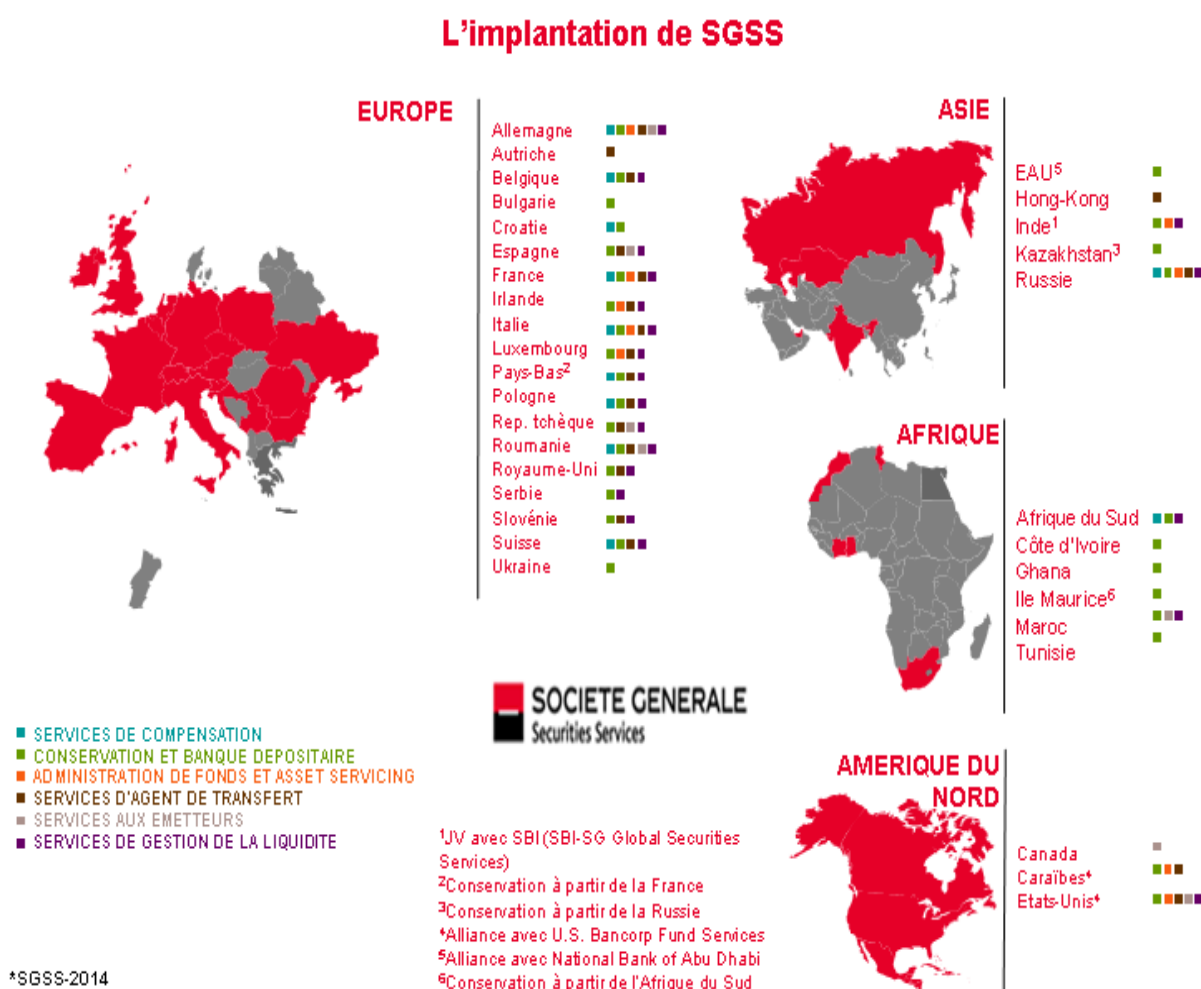 L'implantation de SGSS
EUROPE
Allemagne
Autriche
Belgique
Bulgarie
Croatie
Espagne
France
Irlande
Italie
Luxembourg
Pays-Bas²
Pologne
Rep. tchèque
Roumanie
Royaume-Uni
Serbie
Slovénie
Suisse
Ukraine
ASIE
EAU⁵
Hong-Kong
Inde¹
Kazakhstan³
Russie
AFRIQUE
Afrique du Sud
Côte d'Ivoire
Ghana
Ile Maurice⁶
Maroc
Tunisie
SOCIETE GENERALE
Securities Services
AMERIQUE DU
NORD
Canada
Caraïbes⁴
Etats-Unis⁴
SERVICES DE COMPENSATION
CONSERVATION ET BANQUE DEPOSITAIRE
ADMINISTRATION DE FONDS ET ASSET SERVICING
SERVICES D'AGENT DE TRANSFERT
SERVICES AUX EMETTEURS
SERVICES DE GESTION DE LA LIQUIDITE
¹JV avec SBI (SBI-SG Global Securities
Services)
²Conservation à partir de la France
³Conservation à partir de la Russie
⁴Alliance avec U.S. Bancorp Fund Services
⁵Alliance avec National Bank of Abu Dhabi
⁶Conservation à partir de l'Afrique du Sud
*SGSS-2014